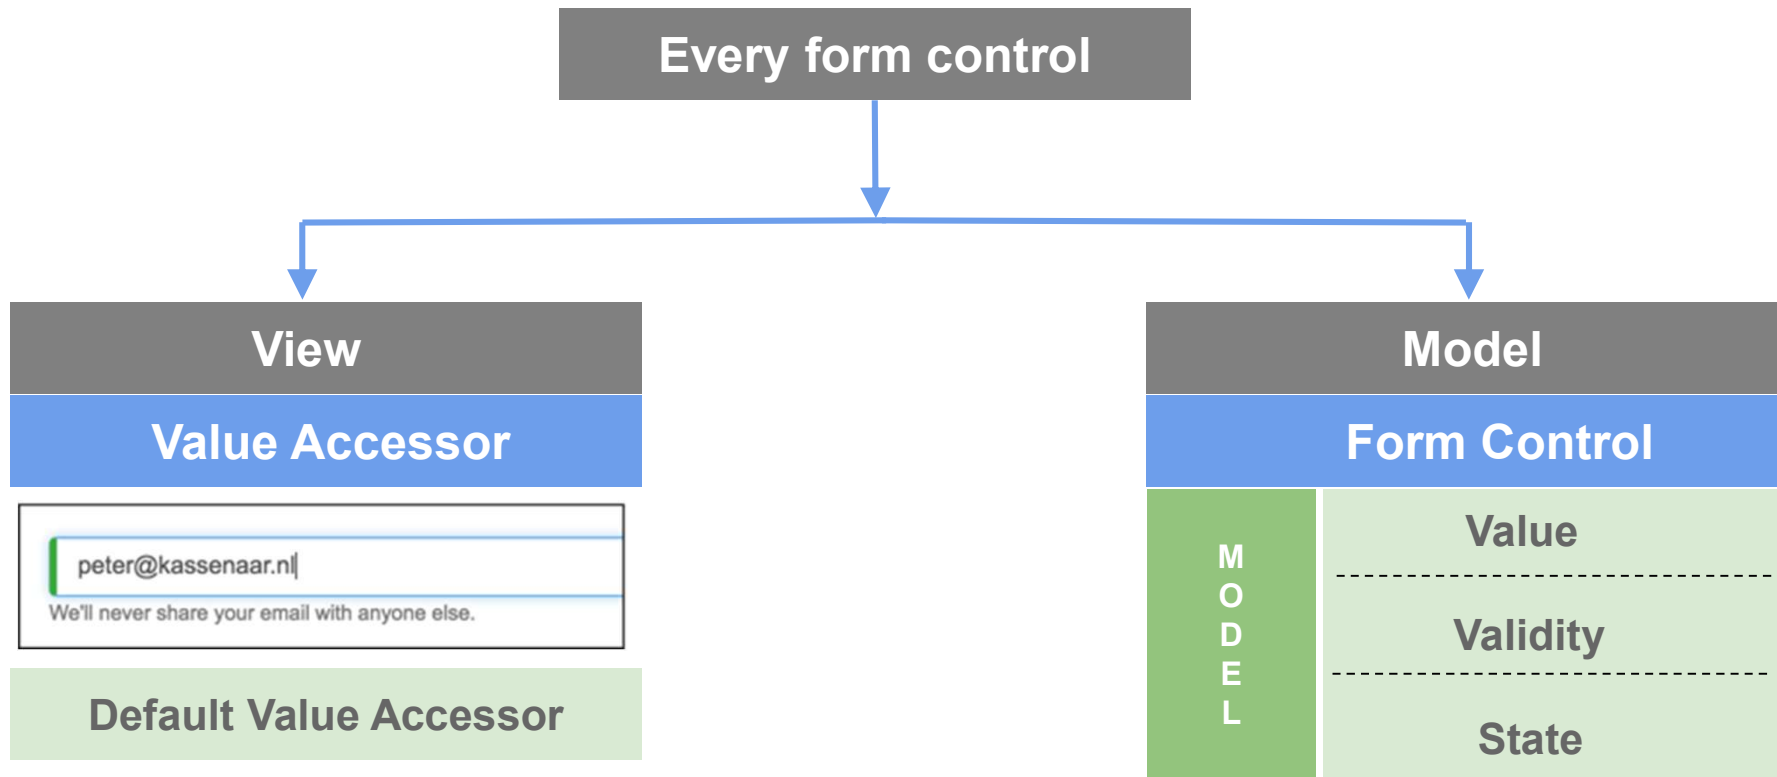 Every form control
View
Value Accessor
peter@kassenaar.nl
We'll never share your email with anyone else.
Default Value Accessor
Model
Form Control
M
O
D
E
L
Value
Validity
State